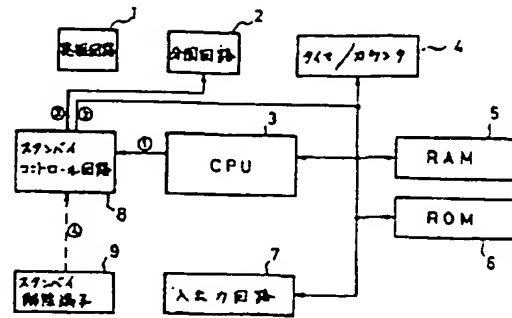 1
発振回路
2
分周回路
タイマ/カウンタ
4
②
③
スタンバイ
コントロール回路
8
①
3
CPU
5
RAM
ROM
6
④
9
スタンバイ
解除端子
7
入出力回路